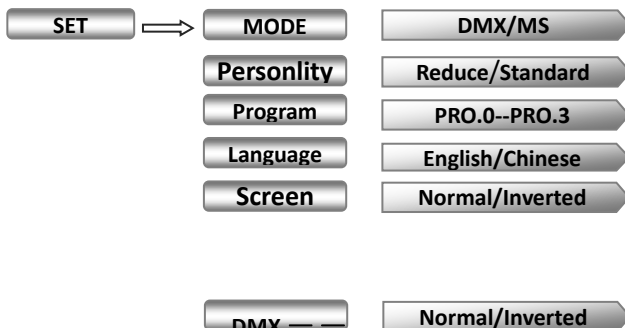 SET MODE DMX/MS
Personlity Reduce/Standard
Program PRO.0--PRO.3
Language English/Chinese
Screen Normal/Inverted
DMX — — Normal/Inverted